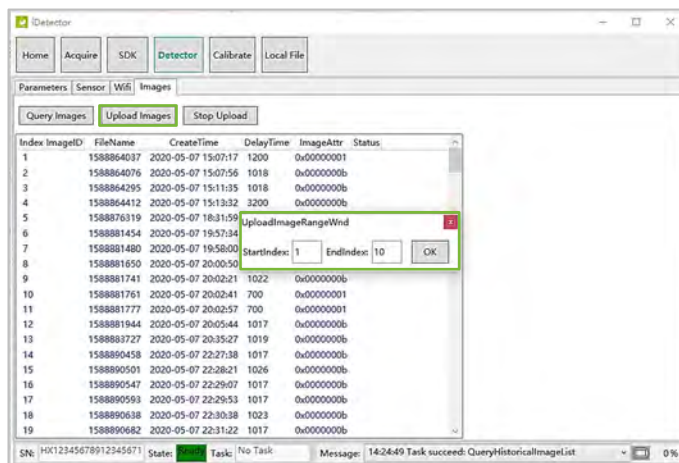 iDetector
Home Acquire SDK Detector Calibrate Local File
Parameters Sensor Wifi Images
Query Images Upload Images Stop Upload
Index ImageID FileName CreateTime DelayTime ImageAttr Status
1 1588864037 2020-05-07 15:07:17 1200 0x00000001
2 1588864076 2020-05-07 15:07:56 1018 0x0000000b
3 1588864295 2020-05-07 15:11:35 1018 0x0000000b
4 1588864412 2020-05-07 15:13:32 3200 0x0000000b
5 1588876319 2020-05-07 18:31:59
6 1588881454 2020-05-07 19:57:34
7 1588881480 2020-05-07 19:58:00
8 1588881650 2020-05-07 20:00:50
UploadImageRangeWnd
StartIndex: 1 EndIndex: 10 OK
9 1588881741 2020-05-07 20:02:21 1022 0x0000000b
10 1588881761 2020-05-07 20:02:41 700 0x00000001
11 1588881777 2020-05-07 20:02:57 700 0x00000001
12 1588881944 2020-05-07 20:05:44 1017 0x0000000b
13 1588883727 2020-05-07 20:35:27 1019 0x0000000b
14 1588890458 2020-05-07 22:27:38 1017 0x0000000b
15 1588890501 2020-05-07 22:28:21 1026 0x0000000b
16 1588890547 2020-05-07 22:29:07 1017 0x0000000b
17 1588890593 2020-05-07 22:29:53 1017 0x0000000b
18 1588890638 2020-05-07 22:30:38 1023 0x0000000b
19 1588890682 2020-05-07 22:31:22 1017 0x0000000b
SN: HX12345678912345671 State: Ready Task: No Task Message: 14:24:49 Task succeed: QueryHistoricalImageList 0%